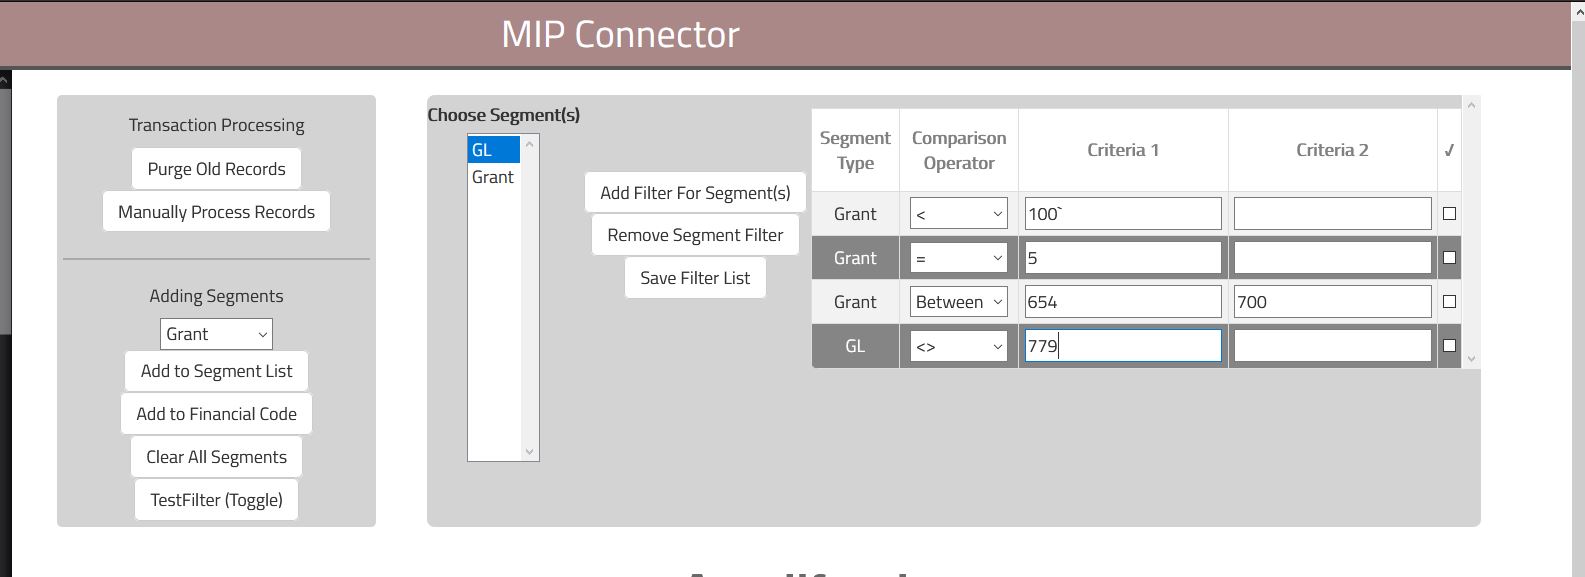 MIP Connector
Transaction Processing
Purge Old Records
Manually Process Records
Adding Segments
Grant
Add to Segment List
Add to Financial Code
Clear All Segments
TestFilter (Toggle)
Choose Segment(s)
GL
Grant
Add Filter For Segment(s)
Remove Segment Filter
Save Filter List
Segment Type Comparison Operator Criteria 1 Criteria 2 ✓
Grant < 100`
Grant = 5
Grant Between 654 700
GL <> 779